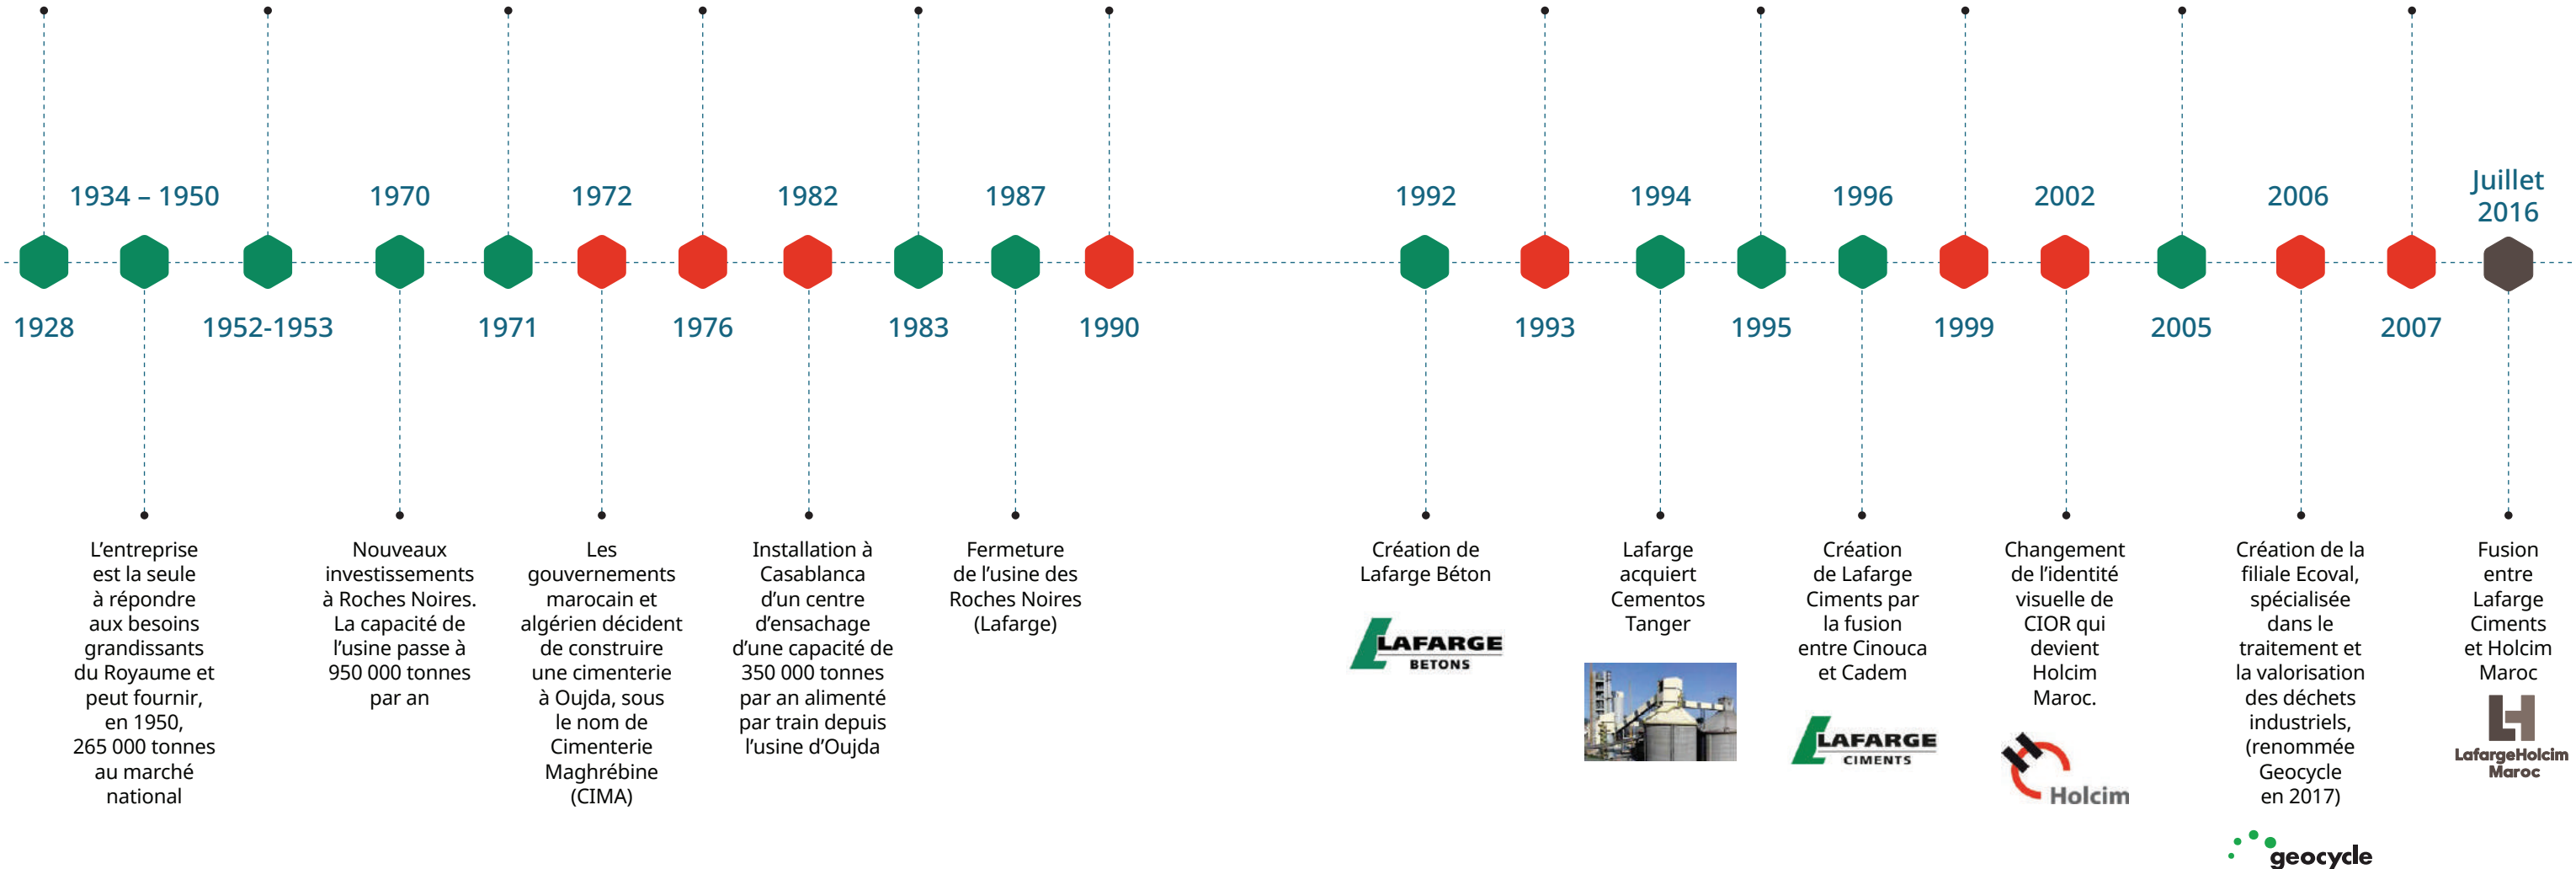 1934 – 1950
1970
1972
1982
1987
1992
1994
1996
2002
2006
Juillet
2016
1928
1952-1953
1971
1976
1983
1990
1993
1995
1999
2005
2007
L’entreprise
est la seule
à répondre
aux besoins
grandissants
du Royaume et
peut fournir,
en 1950,
265 000 tonnes
au marché
national
Nouveaux
investissements
à Roches Noires.
La capacité de
l’usine passe à
950 000 tonnes
par an
Les
gouvernements
marocain et
algérien décident
de construire
une cimenterie
à Oujda, sous
le nom de
Cimenterie
Maghrébine
(CIMA)
Installation à
Casablanca
d’un centre
d’ensachage
d’une capacité de
350 000 tonnes
par an alimenté
par train depuis
l’usine d’Oujda
Fermeture
de l’usine des
Roches Noires
(Lafarge)
Création de
Lafarge Béton
LAFARGE
BETONS
Lafarge
acquiert
Cementos
Tanger
Création
de Lafarge
Ciments par
la fusion
entre Cinouca
et Cadem
LAFARGE
CIMENTS
Changement
de l’identité
visuelle de
CIOR qui
devient
Holcim
Maroc.
Holcim
Création de la
filiale Ecoval,
spécialisée
dans le
traitement et
la valorisation
des déchets
industriels,
(renommée
Geocycle
en 2017)
geocycle
Fusion
entre
Lafarge
Ciments
et Holcim
Maroc
LafargeHolcim
Maroc